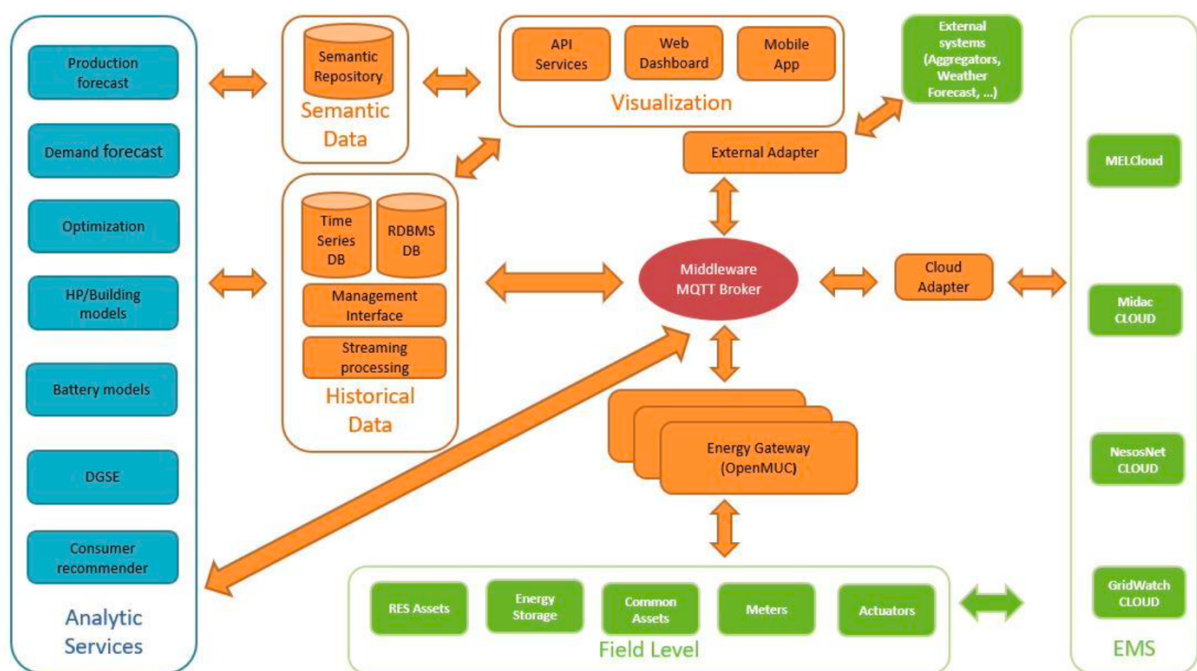 Production
forecast
Demand forecast
Optimization
HP/Building
models
Battery models
DGSE
Consumer
recommender
Analytic
Services
Semantic
Repository
Semantic
Data
Time
Series
DB
RDBMS
DB
Management
Interface
Streaming
processing
Historical
Data
API
Services
Web
Dashboard
Mobile
App
Visualization
External
systems
(Aggregators,
Weather
Forecast, ...)
External Adapter
Middleware
MQTT Broker
Cloud
Adapter
Energy Gateway
(OpenMUC)
RES Assets
Energy
Storage
Common
Assets
Meters
Actuators
Field Level
MELCloud
Midac
CLOUD
NesosNet
CLOUD
GridWatch
CLOUD
EMS